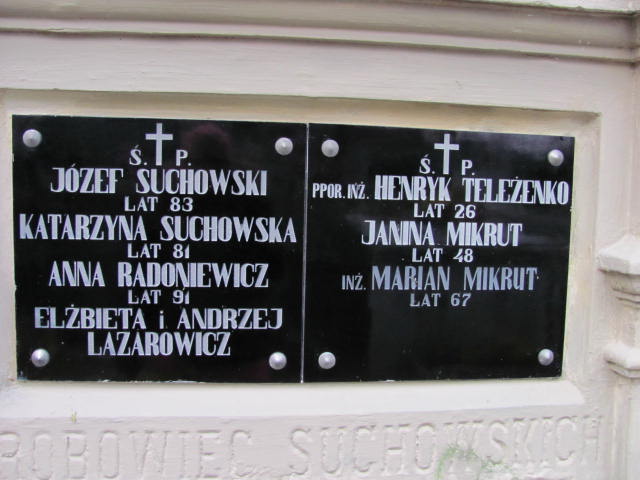 Ś. P.
JÓZEF SUCHOWSKI
LAT 83
KATARZYNA SUCHOWSKA
LAT 81
ANNA RADONIEWICZ
LAT 91
ELŻBIETA i ANDRZEJ
LAZAROWICZ
Ś. P.
PPOR. INŻ. HENRYK TELEŻENKO
LAT 26
JANINA MIKRUT
LAT 48
INŻ. MARIAN MIKRUT
LAT 67
ROBOWIEC SUCHOWSKICH